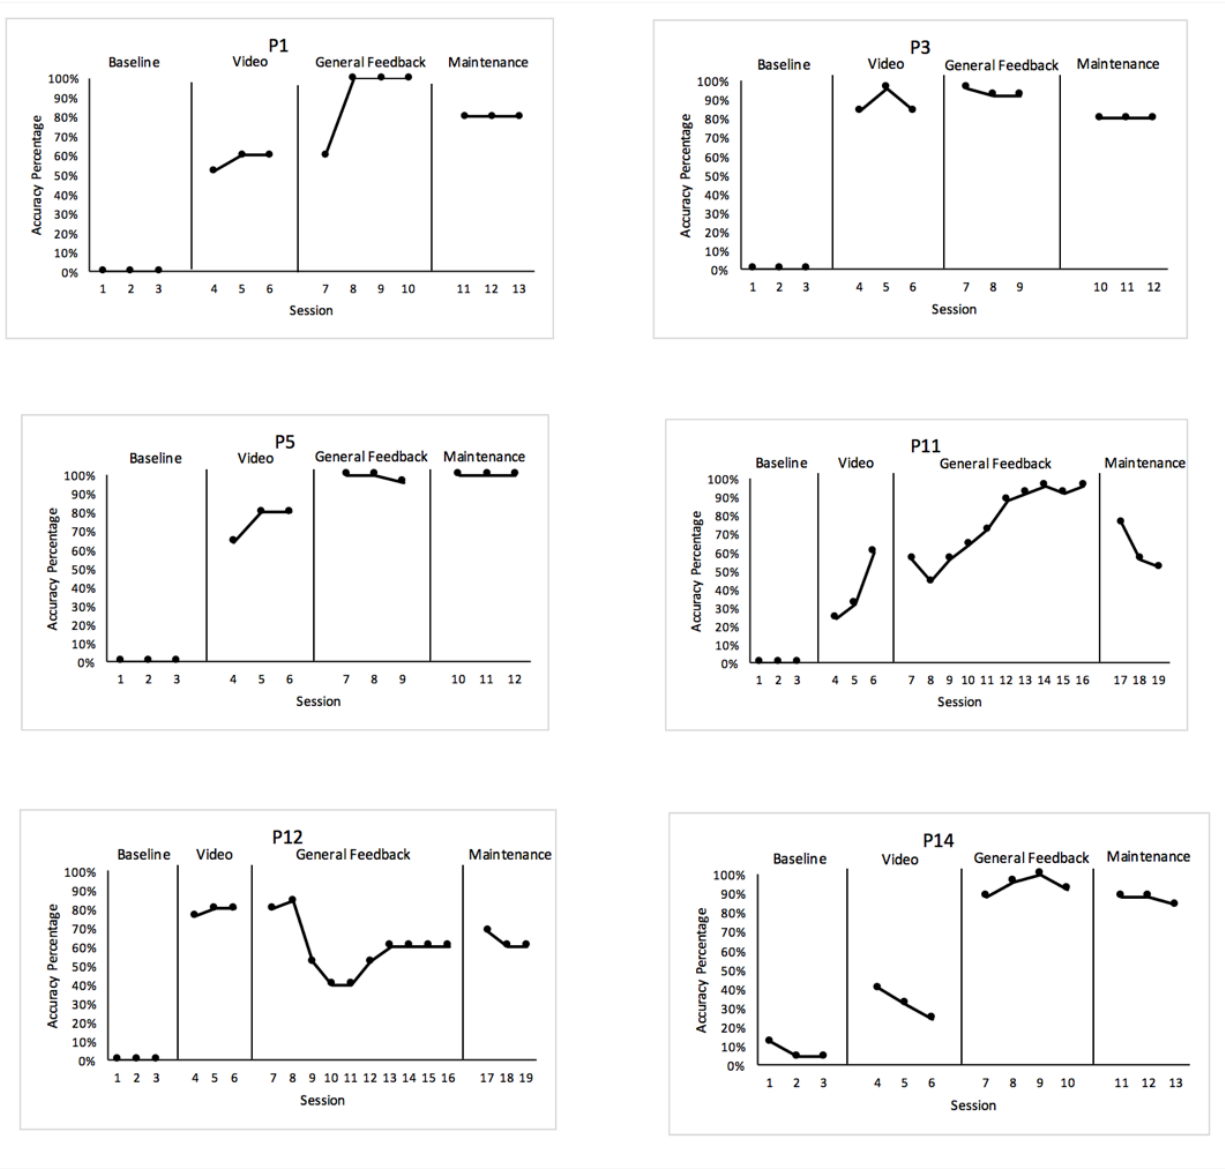 P1
Baseline Video General Feedback Maintenance
100%
90%
80%
70%
60%
50%
40%
30%
20%
10%
0%
Accuracy Percentage
1 2 3 4 5 6 7 8 9 10 11 12 13
Session
P3
Baseline Video General Feedback Maintenance
100%
90%
80%
70%
60%
50%
40%
30%
20%
10%
0%
Accuracy Percentage
1 2 3 4 5 6 7 8 9 10 11 12
Session
P5
Baseline Video General Feedback Maintenance
100%
90%
80%
70%
60%
50%
40%
30%
20%
10%
0%
Accuracy Percentage
1 2 3 4 5 6 7 8 9 10 11 12
Session
P11
Baseline Video General Feedback Maintenance
100%
90%
80%
70%
60%
50%
40%
30%
20%
10%
0%
Accuracy Percentage
1 2 3 4 5 6 7 8 9 10 11 12 13 14 15 16 17 18 19
Session
P12
Baseline Video General Feedback Maintenance
100%
90%
80%
70%
60%
50%
40%
30%
20%
10%
0%
Accuracy Percentage
1 2 3 4 5 6 7 8 9 10 11 12 13 14 15 16 17 18 19
Session
P14
Baseline Video General Feedback Maintenance
100%
90%
80%
70%
60%
50%
40%
30%
20%
10%
0%
Accuracy Percentage
1 2 3 4 5 6 7 8 9 10 11 12 13
Session